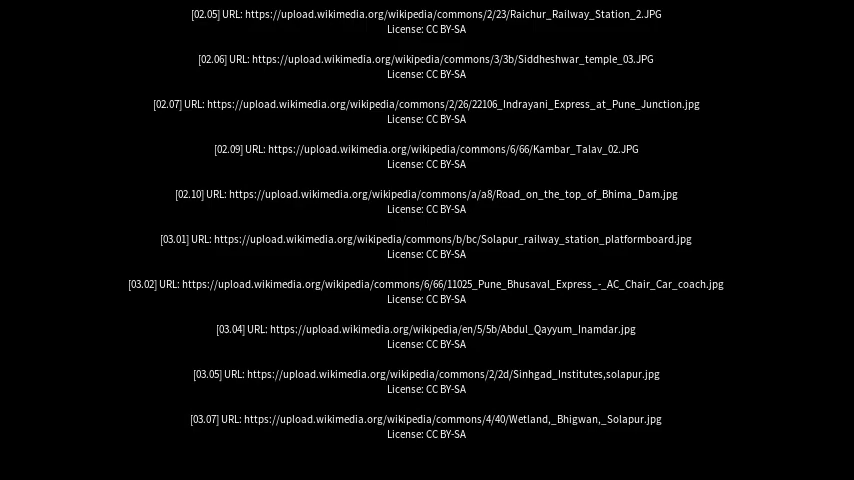 [02.05] URL: https://upload.wikimedia.org/wikipedia/commons/2/23/Raichur_Railway_Station_2.JPG
License: CC BY-SA
[02.06] URL: https://upload.wikimedia.org/wikipedia/commons/3/3b/Siddheshwar_temple_03.JPG
License: CC BY-SA
[02.07] URL: https://upload.wikimedia.org/wikipedia/commons/2/26/22106_Indrayani_Express_at_Pune_Junction.jpg
License: CC BY-SA
[02.09] URL: https://upload.wikimedia.org/wikipedia/commons/6/66/Kambar_Talav_02.JPG
License: CC BY-SA
[02.10] URL: https://upload.wikimedia.org/wikipedia/commons/a/a8/Road_on_the_top_of_Bhima_Dam.jpg
License: CC BY-SA
[03.01] URL: https://upload.wikimedia.org/wikipedia/commons/b/bc/Solapur_railway_station_platformboard.jpg
License: CC BY-SA
[03.02] URL: https://upload.wikimedia.org/wikipedia/commons/6/66/11025_Pune_Bhusaval_Express_-_AC_Chair_Car_coach.jpg
License: CC BY-SA
[03.04] URL: https://upload.wikimedia.org/wikipedia/en/5/5b/Abdul_Qayyum_Inamdar.jpg
License: CC BY-SA
[03.05] URL: https://upload.wikimedia.org/wikipedia/commons/2/2d/Sinhgad_Institutes,solapur.jpg
License: CC BY-SA
[03.07] URL: https://upload.wikimedia.org/wikipedia/commons/4/40/Wetland,_Bhigwan,_Solapur.jpg
License: CC BY-SA